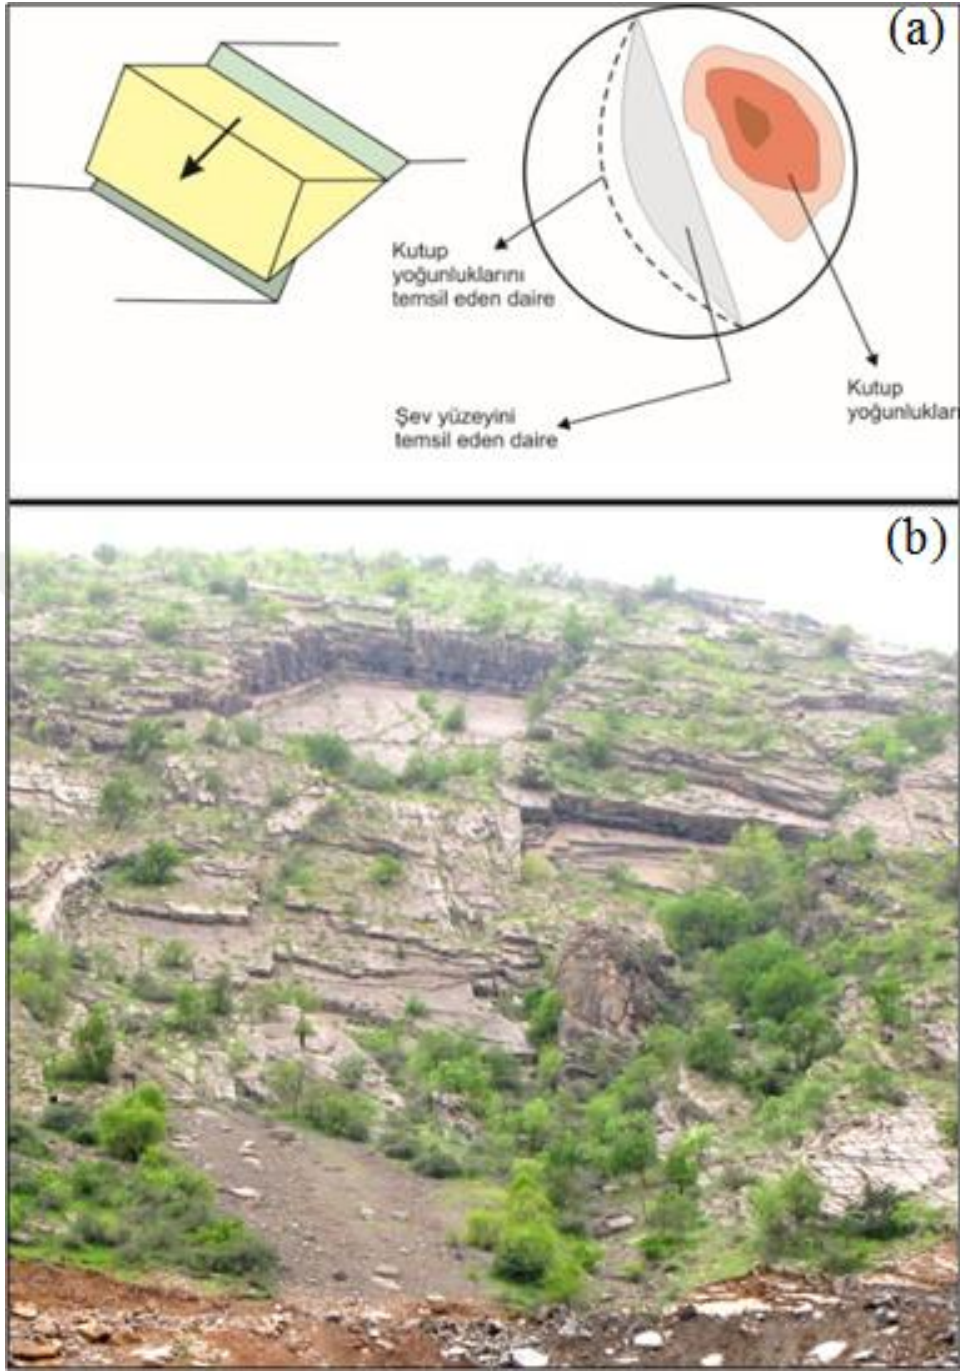 (a)
Kutup
yoğunluklarını
temsil eden daire
Kutup
yoğunlukları
Şev yüzeyini
temsil eden daire
(b)